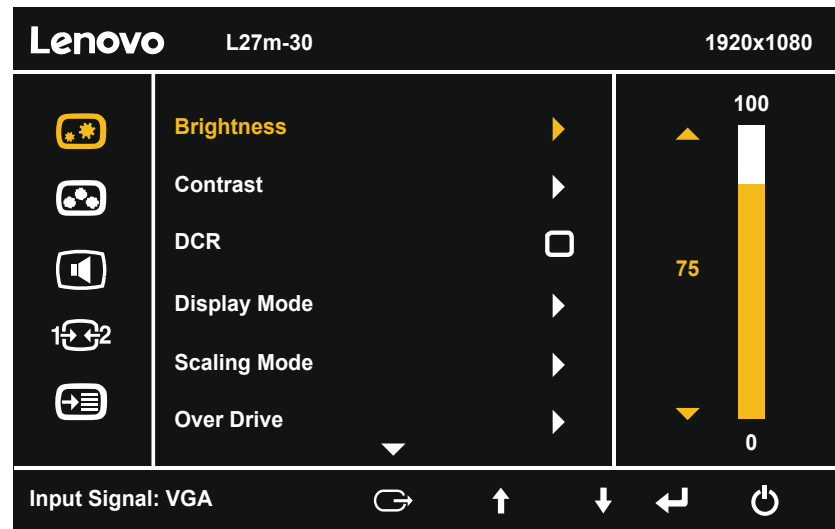 Lenovo L27m-30 1920x1080
Brightness
Contrast
DCR
Display Mode
Scaling Mode
Over Drive
100
75
0
1 2
Input Signal: VGA